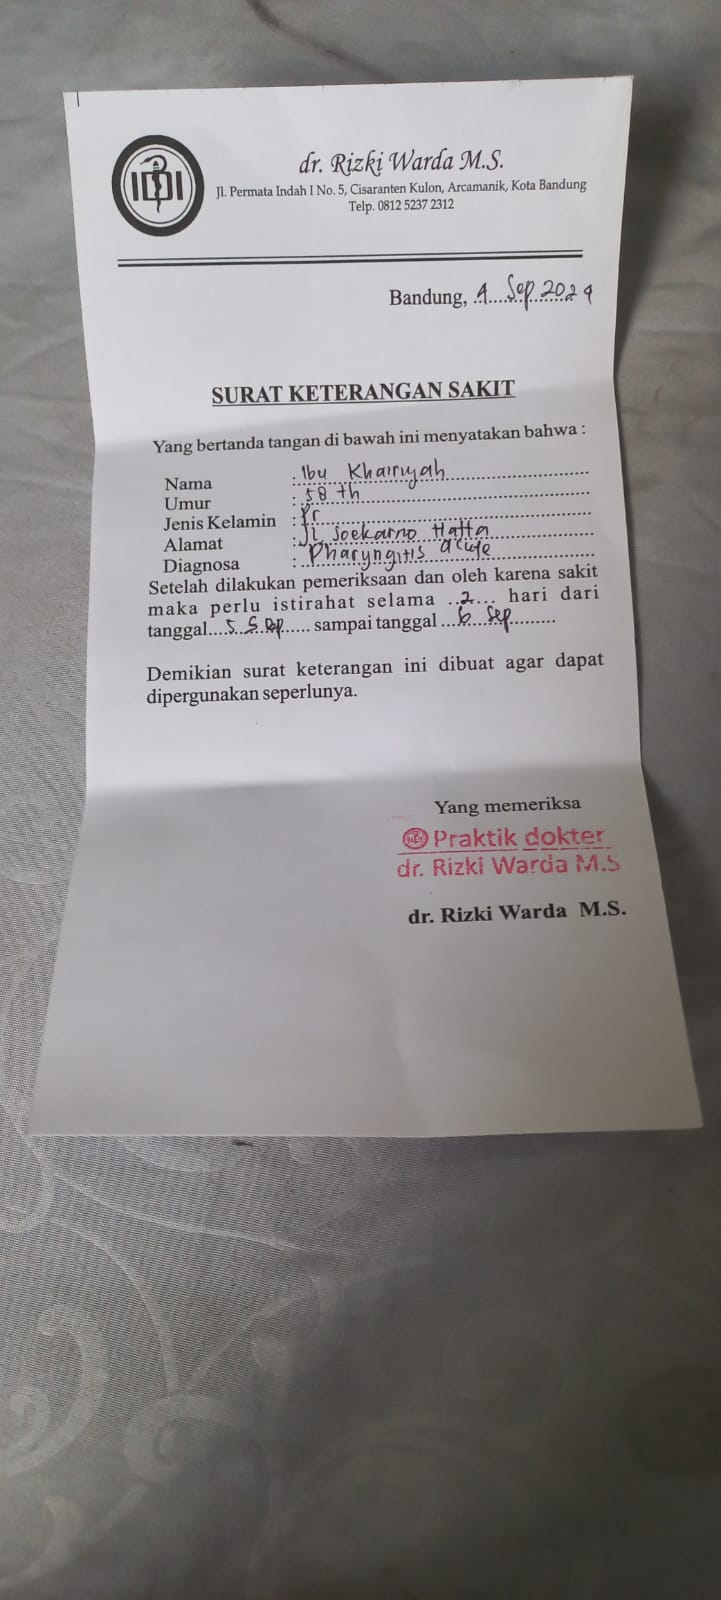 IDI
dr. Rizki Warda M.S.
Jl. Permata Indah I No. 5, Cisaranten Kulon, Arcamanik, Kota Bandung
Telp. 0812 5237 2312
Bandung, 4 Sep 2024
SURAT KETERANGAN SAKIT
Yang bertanda tangan di bawah ini menyatakan bahwa :
Nama : Ibu Khairiyah
Umur : 58 th
Jenis Kelamin : Pr
Alamat : Jl. Soekarno Hatta
Diagnosa : Pharyngitis acute
Setelah dilakukan pemeriksaan dan oleh karena sakit
maka perlu istirahat selama ..2... hari dari
tanggal....5 Sep...... sampai tanggal ...6 Sep..........
Demikian surat keterangan ini dibuat agar dapat
dipergunakan seperlunya.
Yang memeriksa
Praktik dokter
dr. Rizki Warda M.S
dr. Rizki Warda M.S.